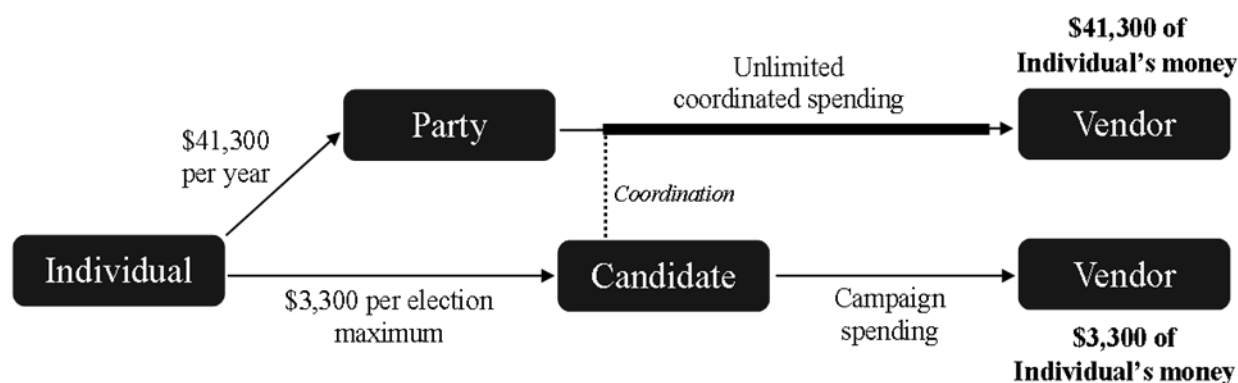 $41,300 of
Individual's money
Unlimited
coordinated spending
Party
Vendor
$41,300
per year
Coordination
Individual
Candidate
Vendor
$3,300 per election
maximum
Campaign
spending
$3,300 of
Individual's money